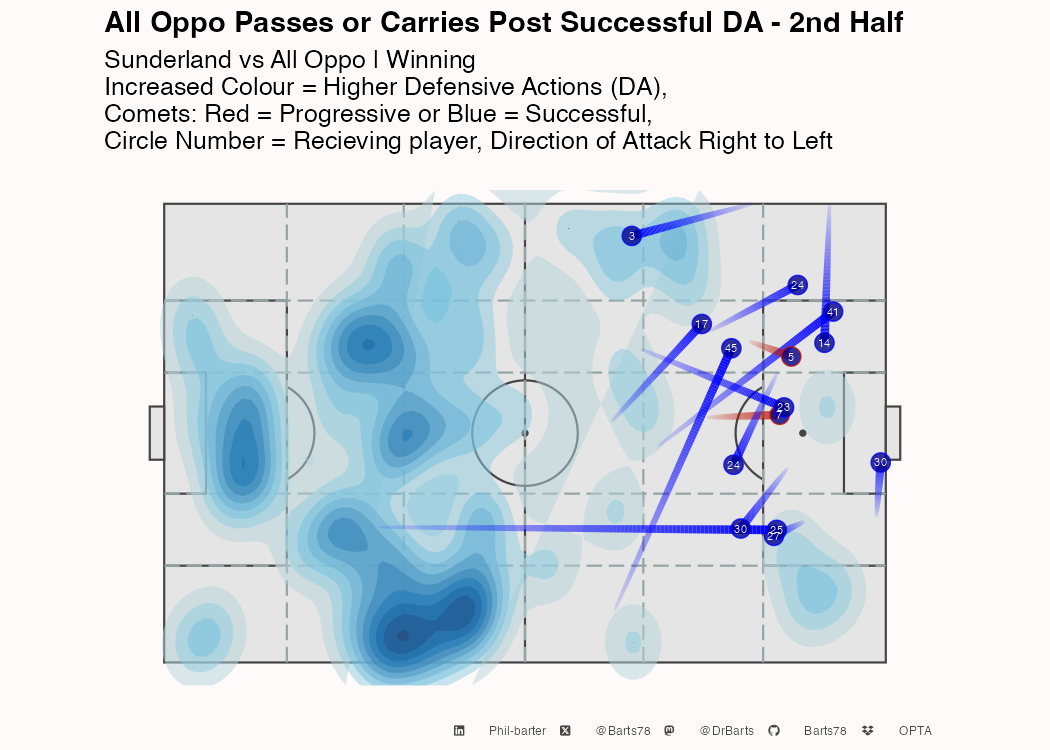 All Oppo Passes or Carries Post Successful DA - 2nd Half
Sunderland vs All Oppo | Winning
Increased Colour = Higher Defensive Actions (DA),
Comets: Red = Progressive or Blue = Successful,
Circle Number = Recieving player, Direction of Attack Right to Left
3
24
41
17
14
45
5
23
7
24
30
30
25
27
Phil-barter @Barts78 @DrBarts Barts78 OPTA